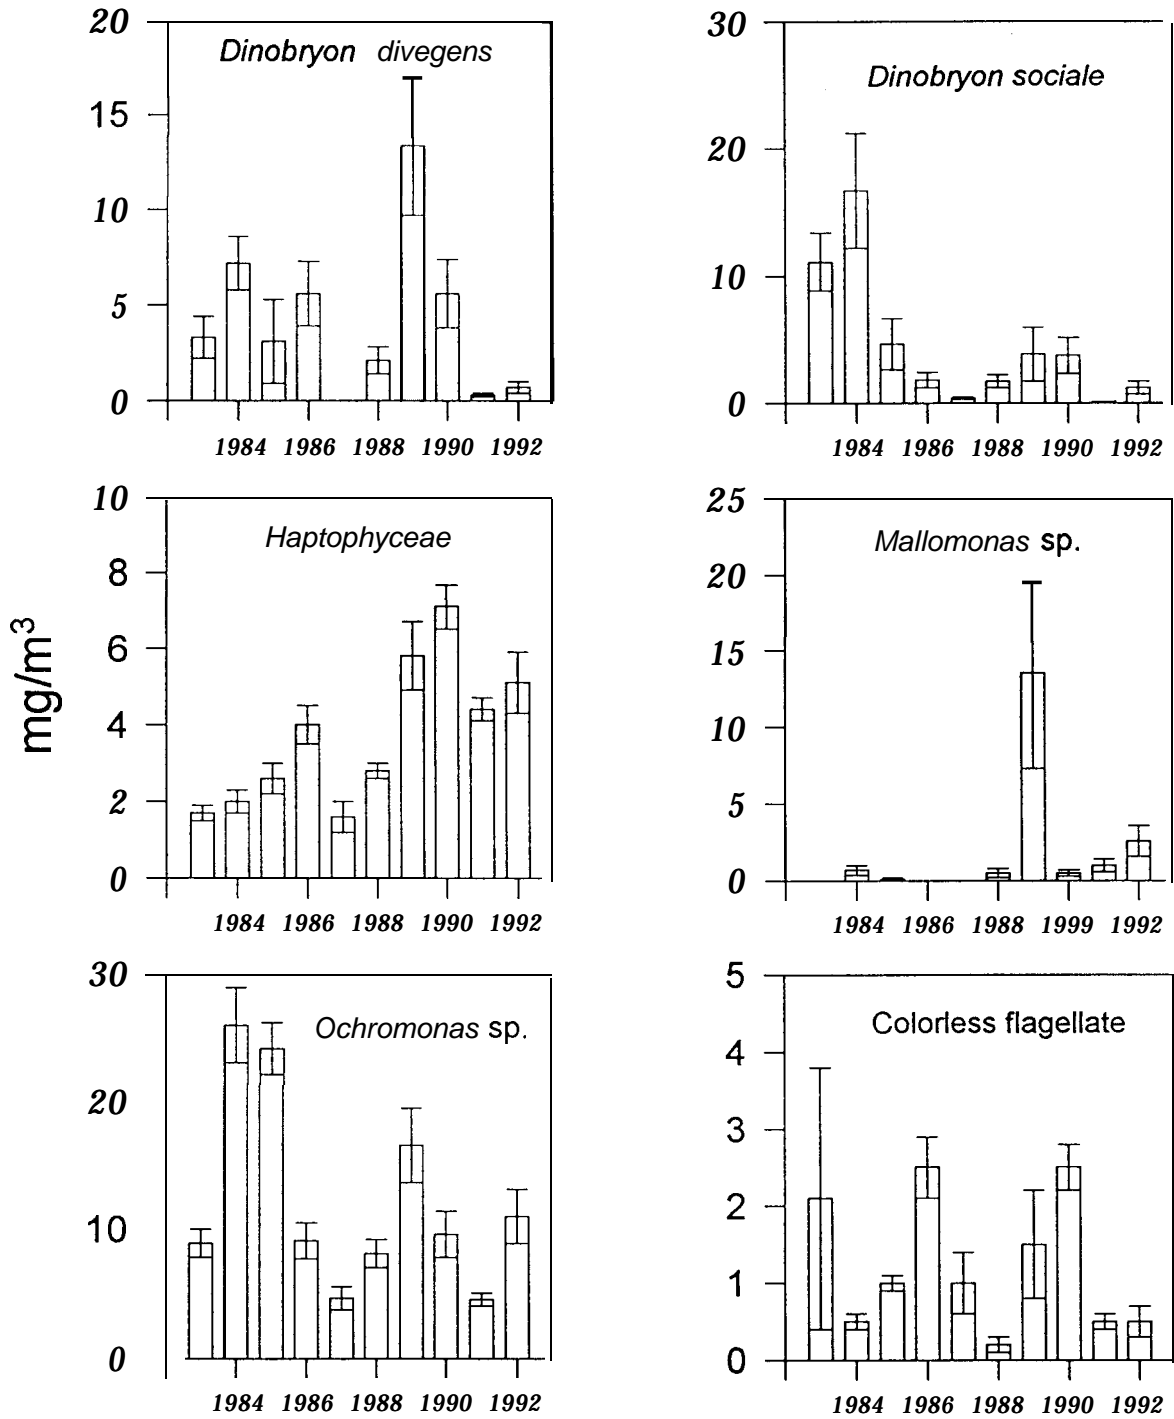 Dinobryon divegens
20
15
10
5
0
1984 1986 1988 1990 1992
Dinobryon sociale
30
20
10
0
1984 1986 1988 1990 1992
mg/m³
Haptophyceae
10
8
6
4
2
0
1984 1986 1988 1990 1992
Mallomonas sp.
25
20
15
10
5
0
1984 1986 1988 1999 1992
Ochromonas sp.
30
20
10
0
1984 1986 1988 1990 1992
Colorless flagellate
5
4
3
2
1
0
1984 1986 1988 1990 1992